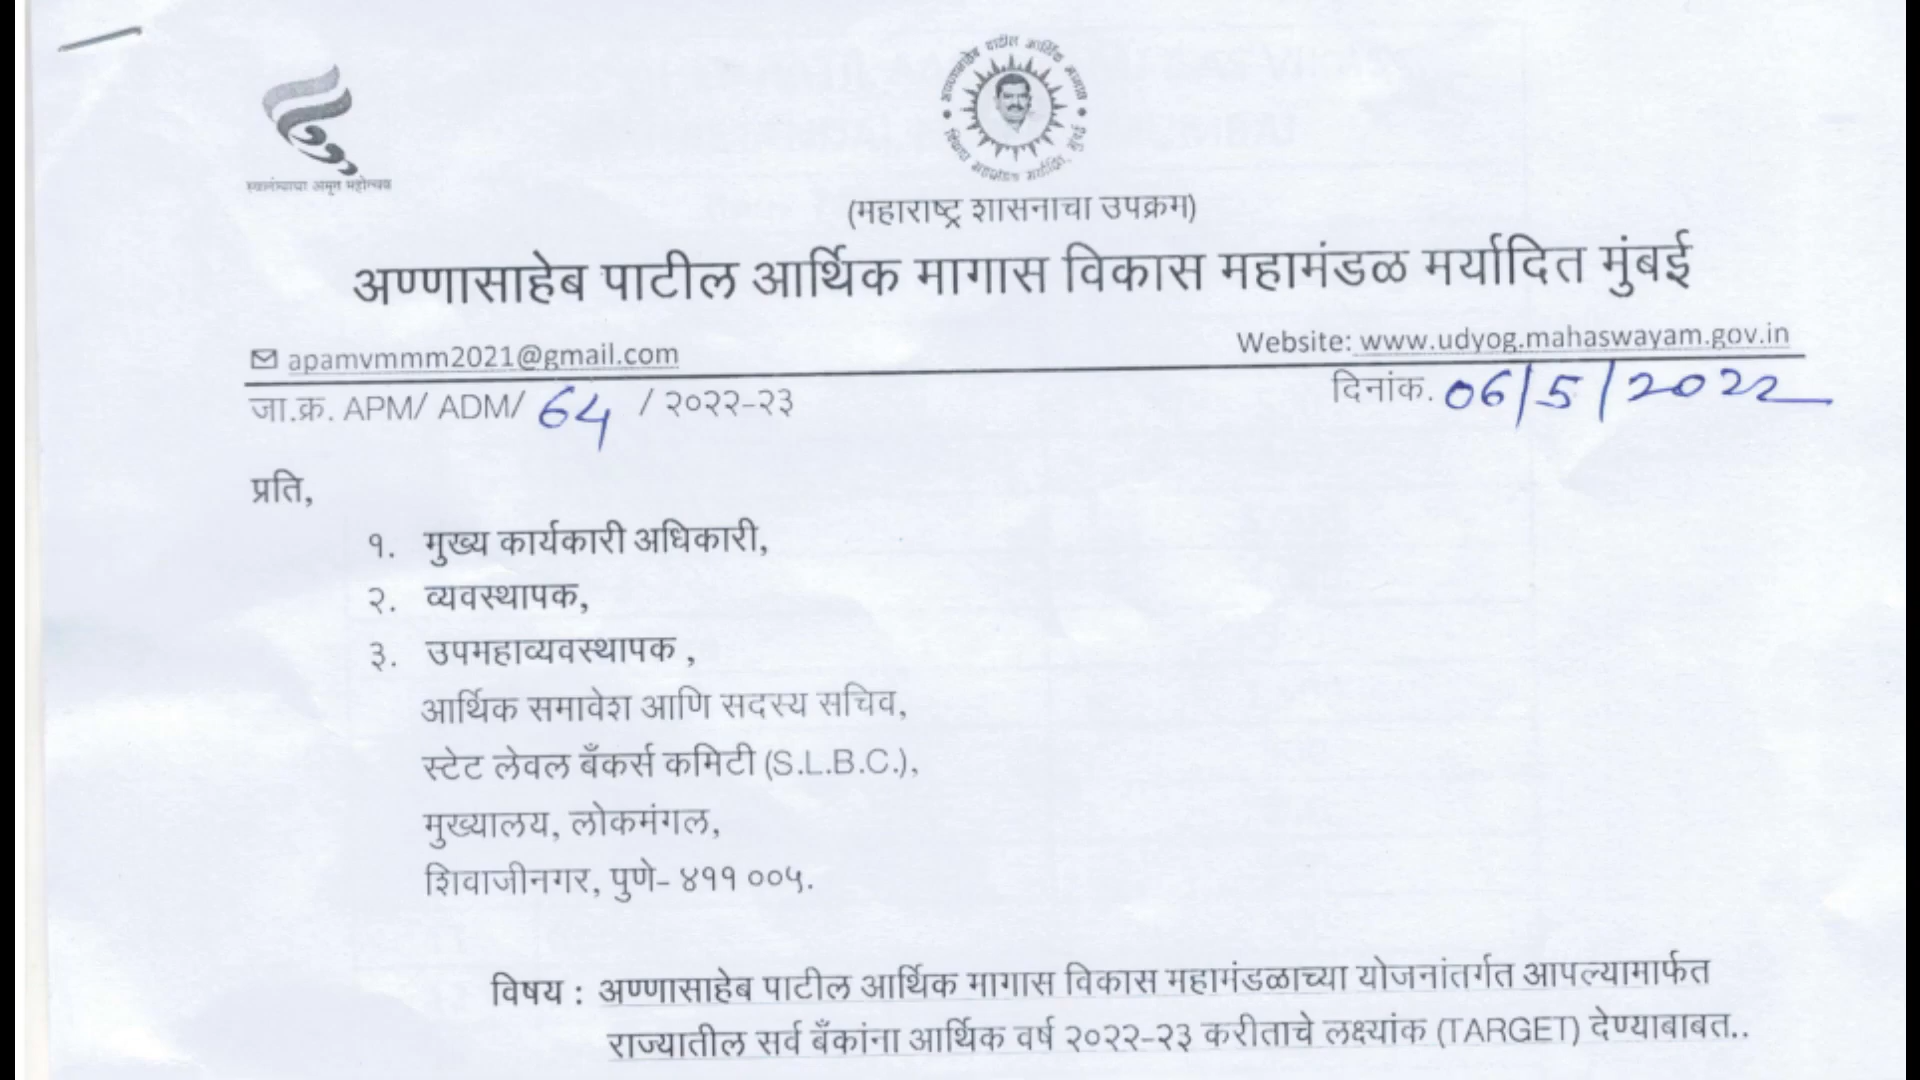 स्वातंत्र्याचा अमृत महोत्सव
(महाराष्ट्र शासनाचा उपक्रम)
अण्णासाहेब पाटील आर्थिक मागास विकास महामंडळ मर्यादित मुंबई
apamvmmm2021@gmail.com
Website: www.udyog.mahaswayam.gov.in
जा.क्र. APM/ ADM/ 64 / २०२२-२३
दिनांक. 06/5/2022
प्रति,
१. मुख्य कार्यकारी अधिकारी,
२. व्यवस्थापक,
३. उपमहाव्यवस्थापक ,
आर्थिक समावेश आणि सदस्य सचिव,
स्टेट लेवल बँकर्स कमिटी (S.L.B.C.),
मुख्यालय, लोकमंगल,
शिवाजीनगर, पुणे- ४११ ००५.
विषय : अण्णासाहेब पाटील आर्थिक मागास विकास महामंडळाच्या योजनांतर्गत आपल्यामार्फत
राज्यातील सर्व बँकांना आर्थिक वर्ष २०२२-२३ करीताचे लक्ष्यांक (TARGET) देण्याबाबत..